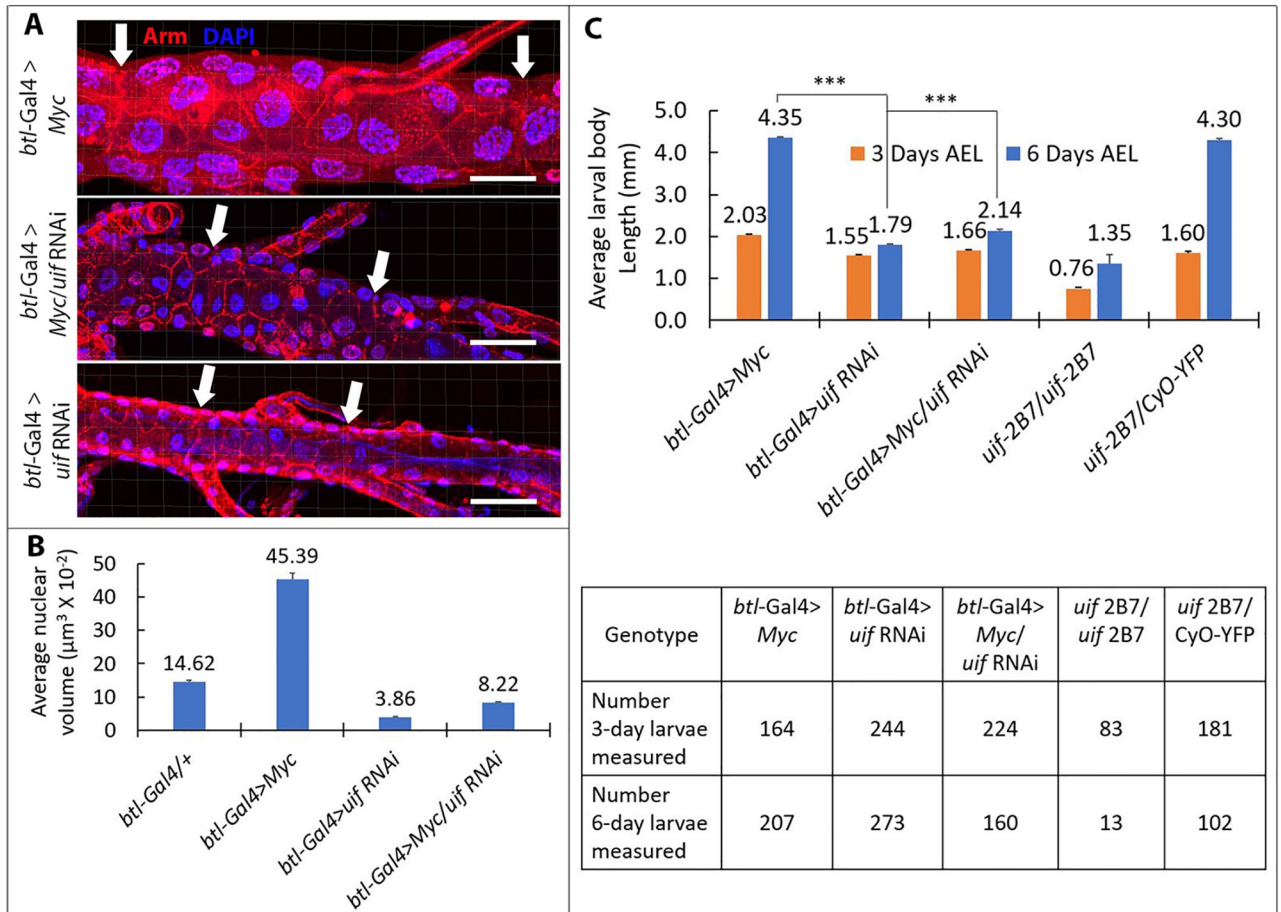 A
Arm DAPI
btl-Gal4 >
Myc
btl-Gal4 >
Myc/uif RNAi
btl-Gal4 >
uif RNAi
B
Average nuclear
volume (µm³ X 10⁻²)
50
40
30
20
10
0
14.62
45.39
3.86
8.22
btl-Gal4/+
btl-Gal4>Myc
btl-Gal4>uif RNAi
btl-Gal4>Myc/uif RNAi
C
***
***
Average larval body
Length (mm)
5.0
4.0
3.0
2.0
1.0
0.0
3 Days AEL
6 Days AEL
2.03
4.35
1.55
1.79
1.66
2.14
0.76
1.35
1.60
4.30
btl-Gal4>Myc
btl-Gal4>uif RNAi
btl-Gal4>Myc/uif RNAi
uif-2B7/uif-2B7
uif-2B7/CyO-YFP
Genotype
btl-Gal4>
Myc
btl-Gal4>
uif RNAi
btl-Gal4>
Myc/
uif RNAi
uif 2B7/
uif 2B7
uif 2B7/
CyO-YFP
Number
3-day larvae
measured
164
244
224
83
181
Number
6-day larvae
measured
207
273
160
13
102